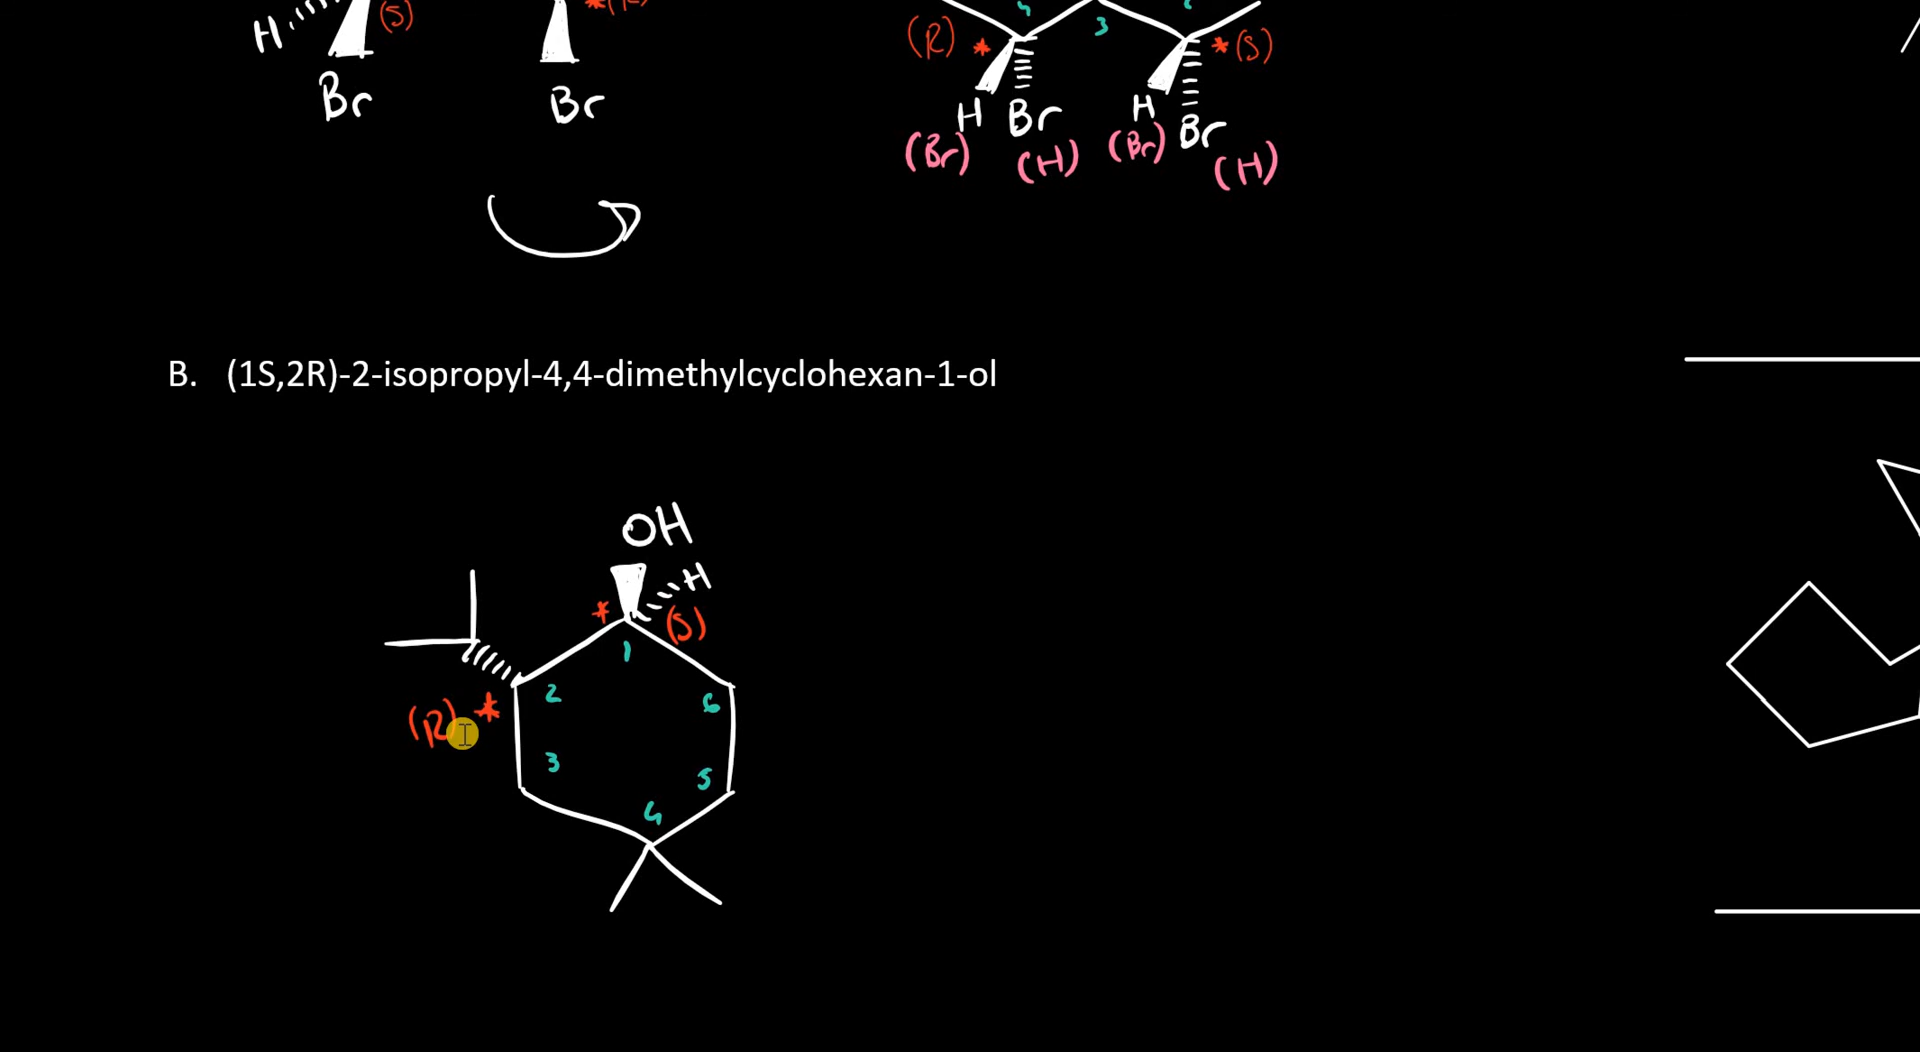 H (S)
Br Br
(R) * 3 * (S)
H Br H Br
(Br) (H) (Br) (H)
B. (1S,2R)-2-isopropyl-4,4-dimethylcyclohexan-1-ol
OH
H
* (S)
1
2 6
(R) *
3 5
4